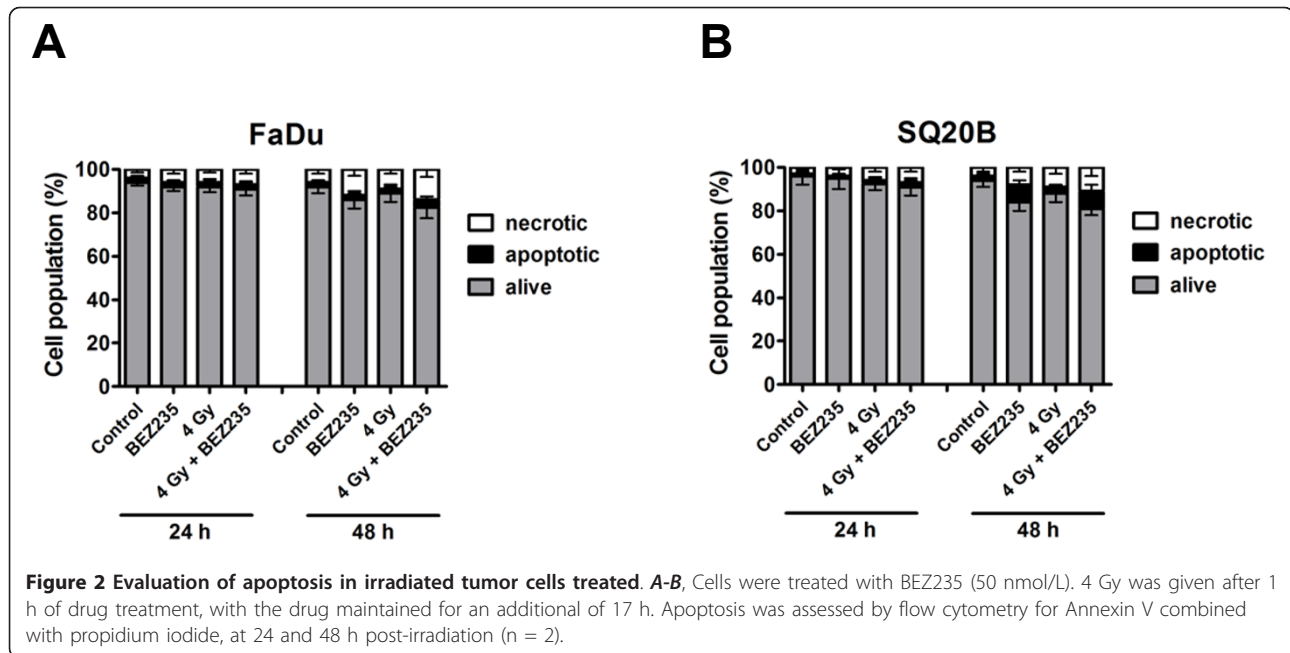 A
B
FaDu
SQ20B
Cell population (%)
100
80
60
40
20
0
Control
BEZ235
4 Gy
4 Gy + BEZ235
Control
BEZ235
4 Gy
4 Gy + BEZ235
24 h
48 h
necrotic
apoptotic
alive
Cell population (%)
100
80
60
40
20
0
Control
BEZ235
4 Gy
4 Gy + BEZ235
Control
BEZ235
4 Gy
4 Gy + BEZ235
24 h
48 h
necrotic
apoptotic
alive
Figure 2 Evaluation of apoptosis in irradiated tumor cells treated. A-B, Cells were treated with BEZ235 (50 nmol/L). 4 Gy was given after 1
h of drug treatment, with the drug maintained for an additional of 17 h. Apoptosis was assessed by flow cytometry for Annexin V combined
with propidium iodide, at 24 and 48 h post-irradiation (n = 2).